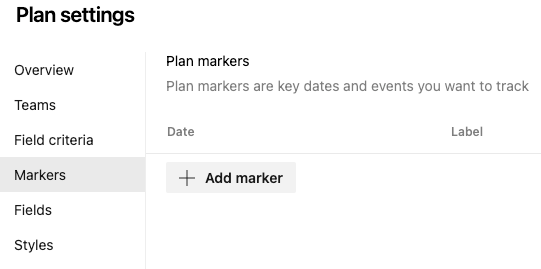 Plan settings
Overview
Teams
Field criteria
Markers
Fields
Styles
Plan markers
Plan markers are key dates and events you want to track
Date Label
Add marker